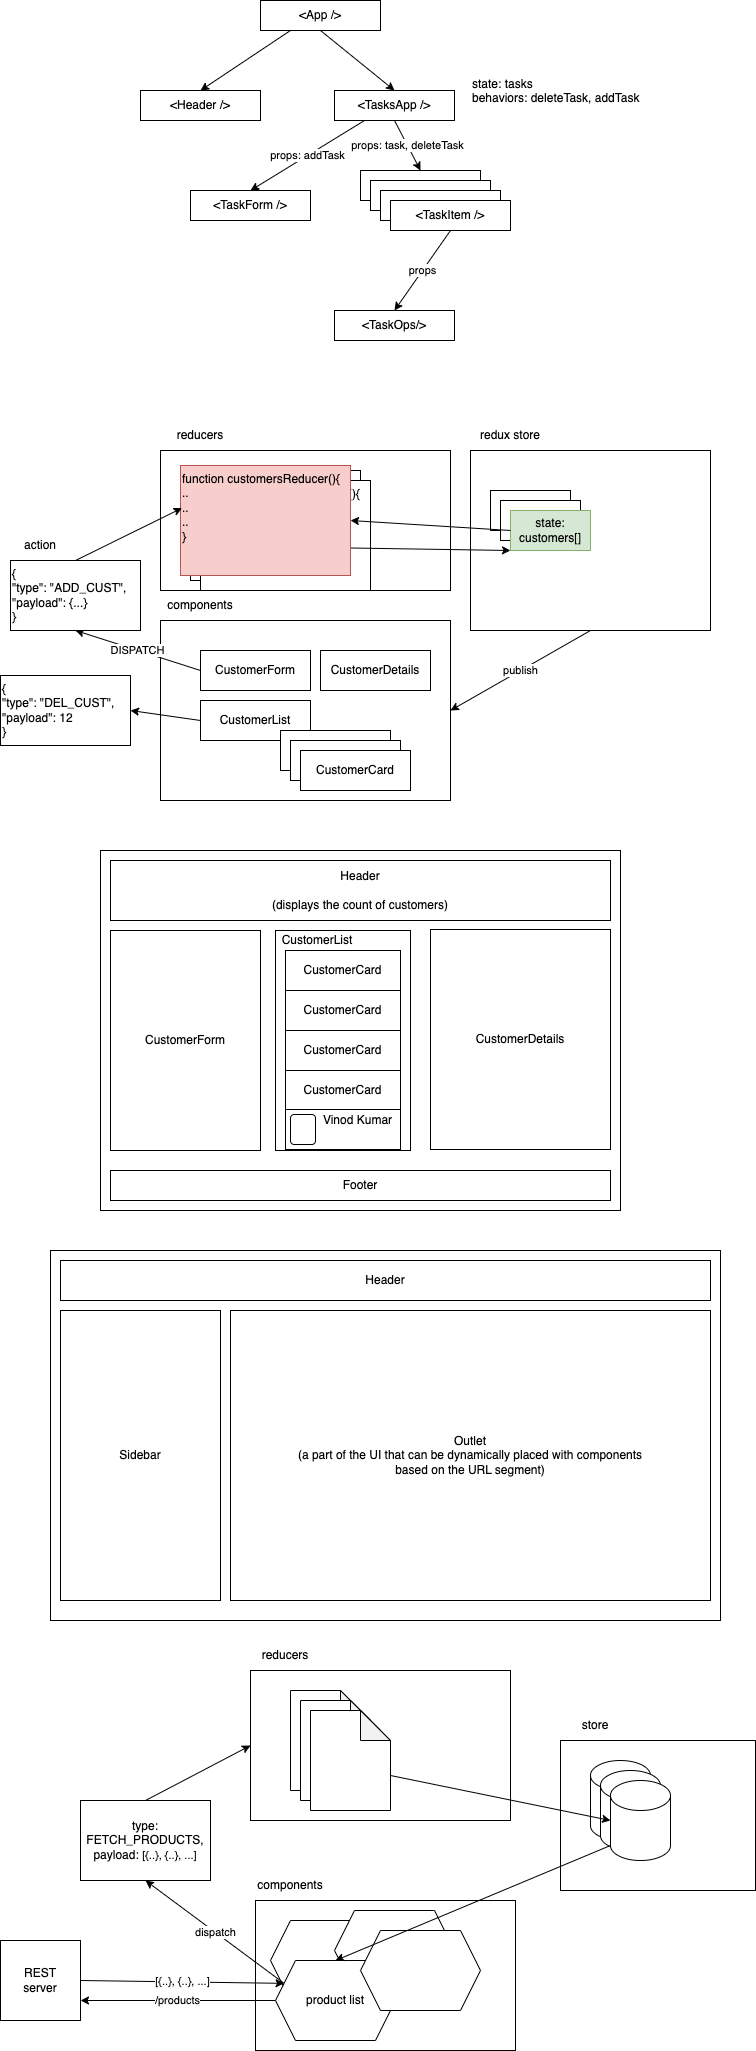 <App />
<Header />
<TasksApp />
state: tasks
behaviors: deleteTask, addTask
props: addTask
props: task, deleteTask
<TaskForm />
<TaskItem />
props
<TaskOps/>
reducers
redux store
function customersReducer(){
..
..
..
}
){
state:
customers[]
action
{
"type": "ADD_CUST",
"payload": {...}
}
components
DISPATCH
publish
CustomerForm
CustomerDetails
{
"type": "DEL_CUST",
"payload": 12
}
CustomerList
CustomerCard
Header
(displays the count of customers)
CustomerForm
CustomerList
CustomerCard
CustomerCard
CustomerCard
CustomerCard
Vinod Kumar
CustomerDetails
Footer
Header
Sidebar
Outlet
(a part of the UI that can be dynamically placed with components
based on the URL segment)
reducers
store
type:
FETCH_PRODUCTS,
payload: [{..}, {..}, ...]
components
dispatch
REST
server
[{..}, {..}, ...]
/products
product list